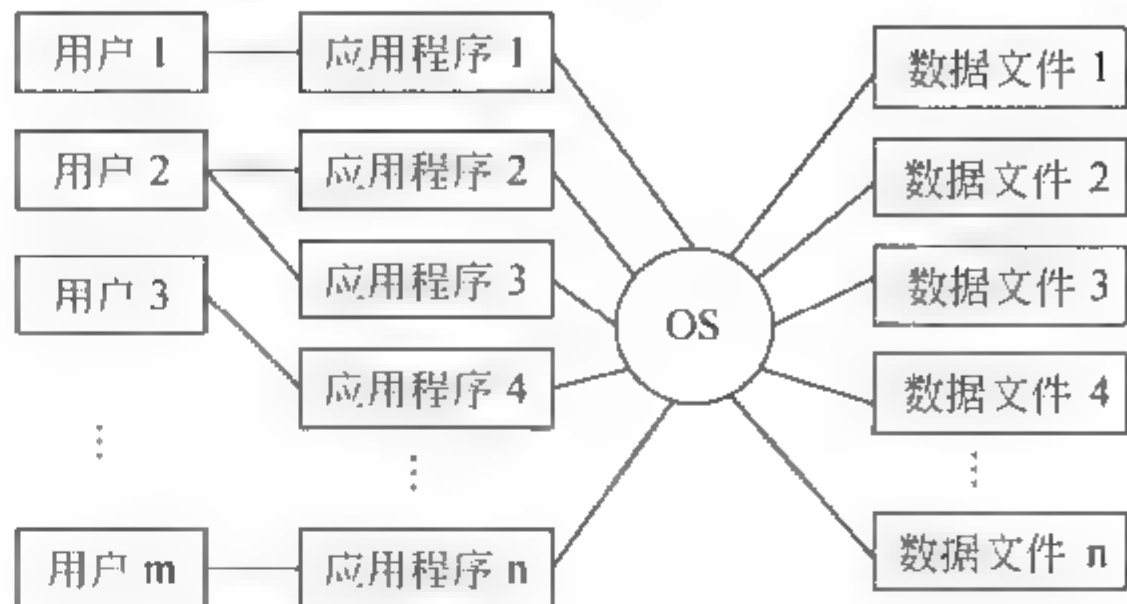 用户 1
应用程序 1
数据文件 1
用户 2
应用程序 2
数据文件 2
用户 3
应用程序 3
数据文件 3
OS
应用程序 4
数据文件 4
⋮
⋮
⋮
用户 m
应用程序 n
数据文件 n